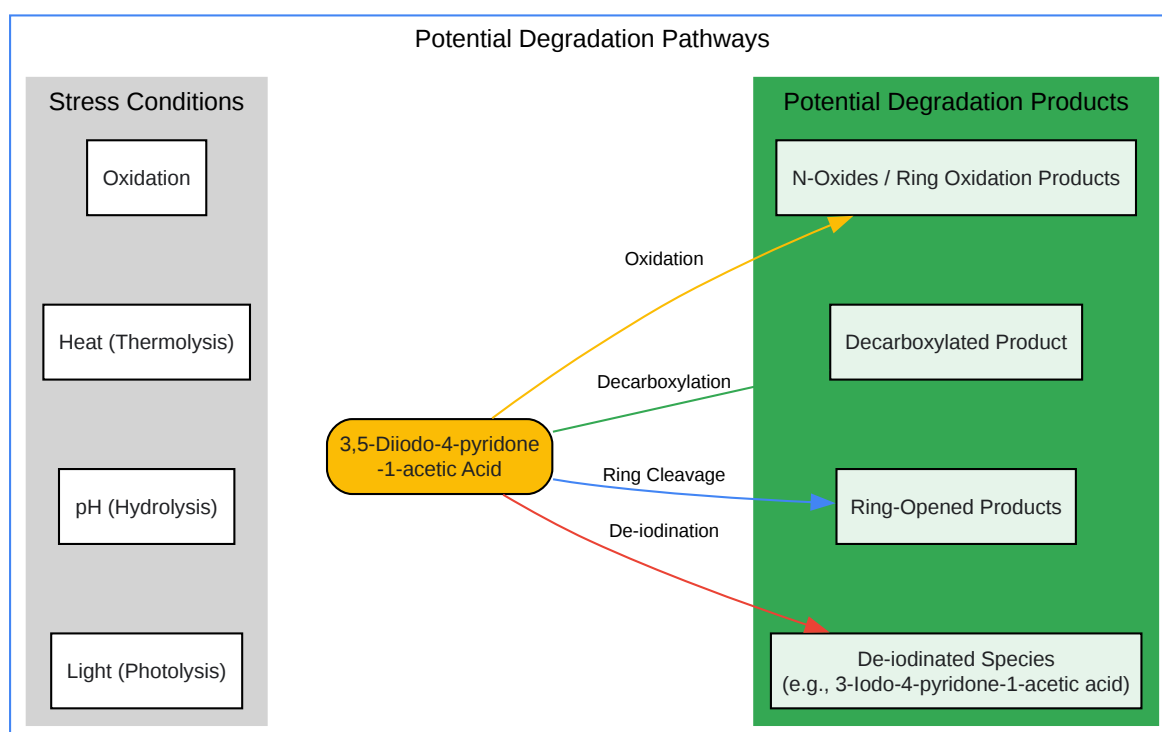 Potential Degradation Pathways
Stress Conditions
Oxidation
Heat (Thermolysis)
pH (Hydrolysis)
Light (Photolysis)
3,5-Diiodo-4-pyridone
-1-acetic Acid
Oxidation
Decarboxylation
Ring Cleavage
De-iodination
Potential Degradation Products
N-Oxides / Ring Oxidation Products
Decarboxylated Product
Ring-Opened Products
De-iodinated Species
(e.g., 3-Iodo-4-pyridone-1-acetic acid)